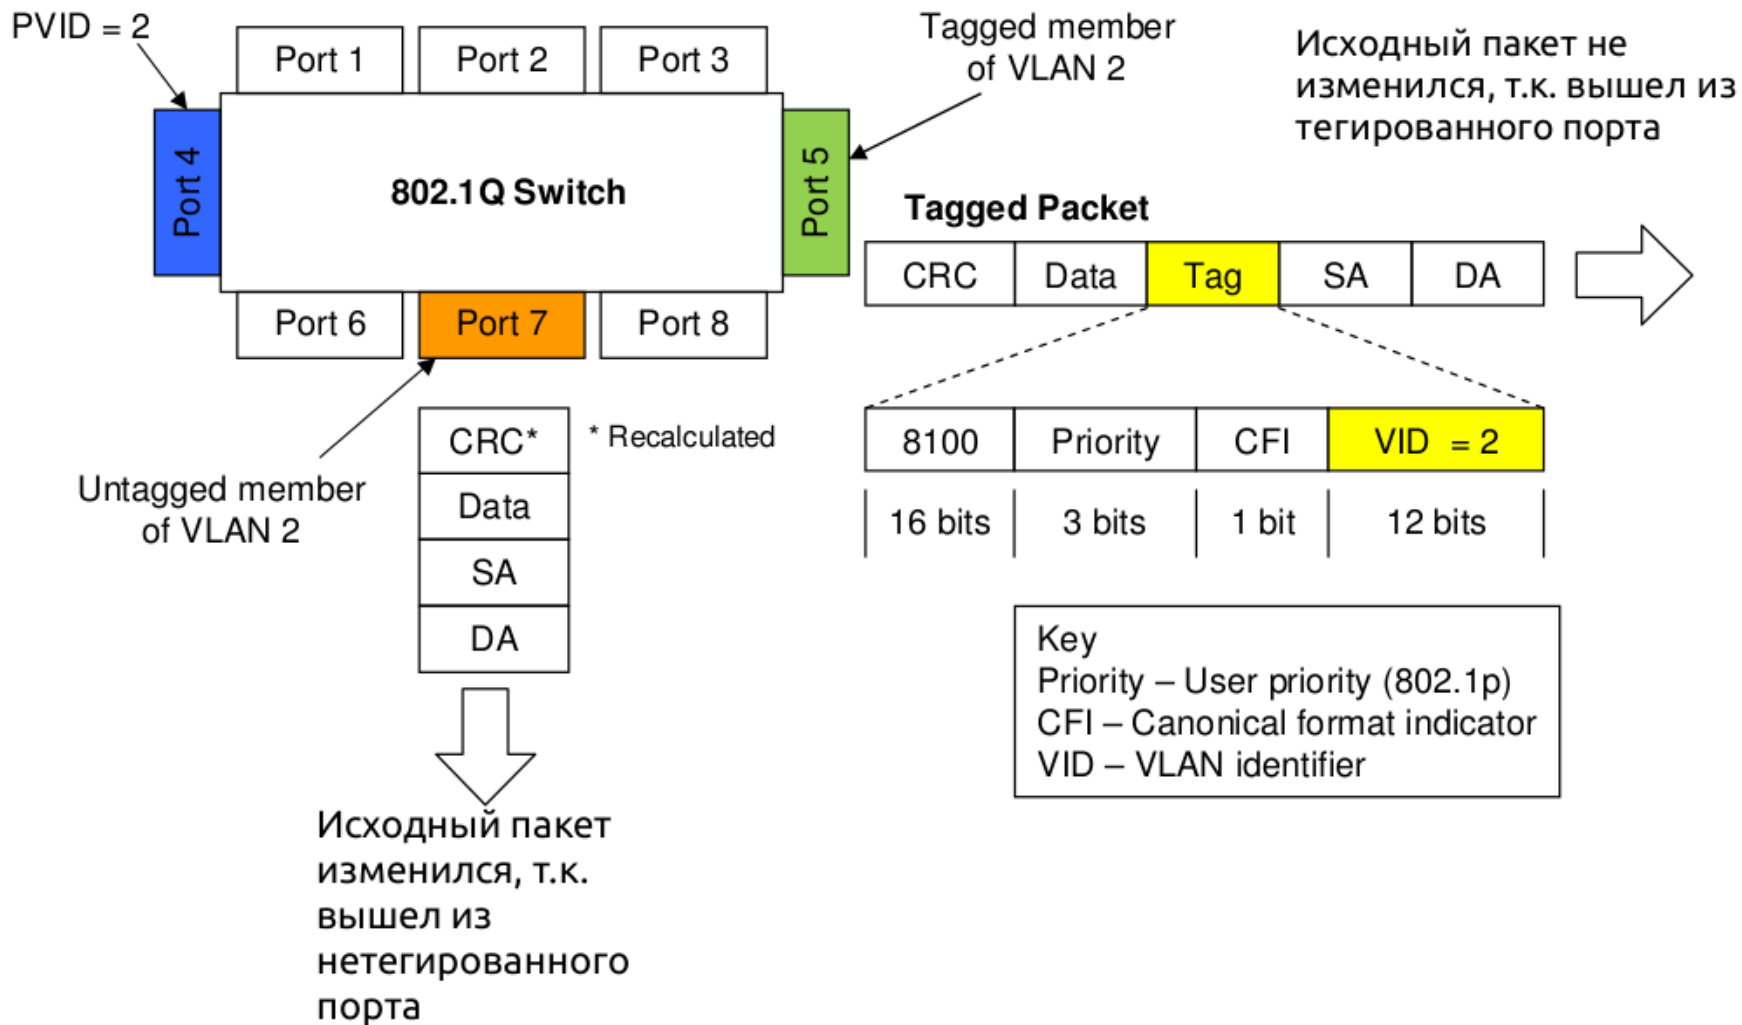 PVID = 2
Port 1
Port 2
Port 3
Port 4
802.1Q Switch
Port 5
Port 6
Port 7
Port 8
Tagged member
of VLAN 2
Исходный пакет не
изменился, т.к. вышел из
тегированного порта
Tagged Packet
CRC
Data
Tag
SA
DA
8100
Priority
CFI
VID = 2
16 bits
3 bits
1 bit
12 bits
Untagged member
of VLAN 2
CRC*
* Recalculated
Data
SA
DA
Key
Priority – User priority (802.1p)
CFI – Canonical format indicator
VID – VLAN identifier
Исходный пакет
изменился, т.к.
вышел из
нетегированного
порта